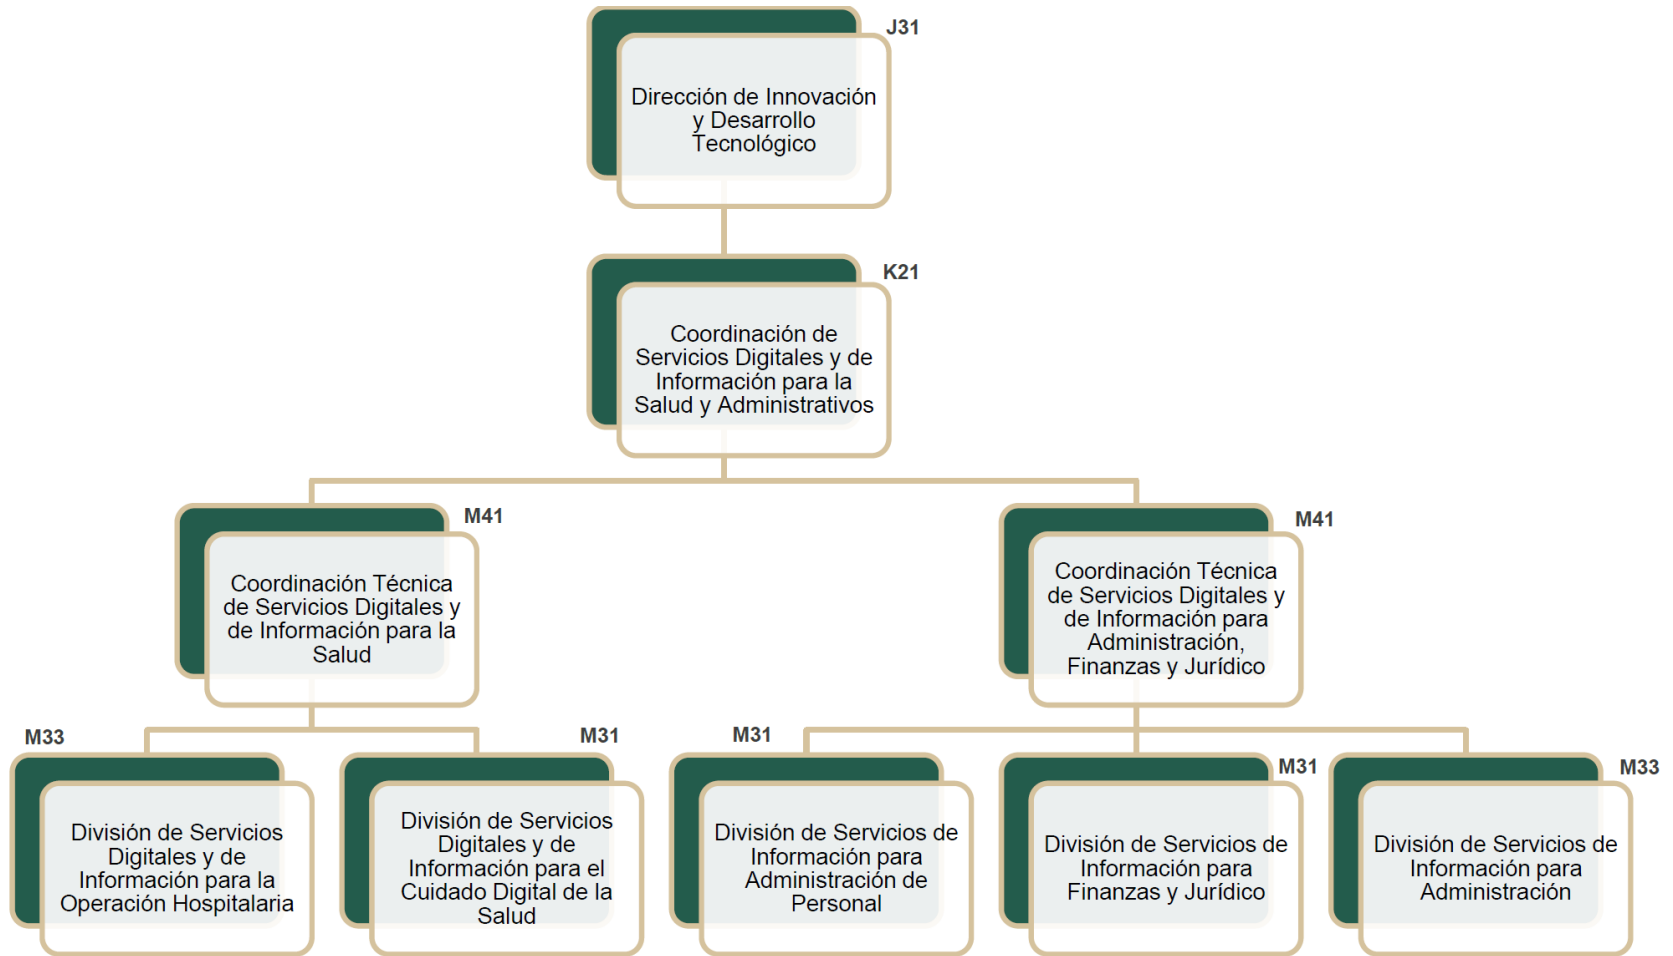 J31
Dirección de Innovación
y Desarrollo
Tecnológico
K21
Coordinación de
Servicios Digitales y de
Información para la
Salud y Administrativos
M41
Coordinación Técnica
de Servicios Digitales y
de Información para la
Salud
M41
Coordinación Técnica
de Servicios Digitales y
de Información para
Administración,
Finanzas y Jurídico
M33
División de Servicios
Digitales y de
Información para la
Operación Hospitalaria
M31
División de Servicios
Digitales y de
Información para el
Cuidado Digital de la
Salud
M31
División de Servicios de
Información para
Administración de
Personal
M31
División de Servicios de
Información para
Finanzas y Jurídico
M33
División de Servicios de
Información para
Administración